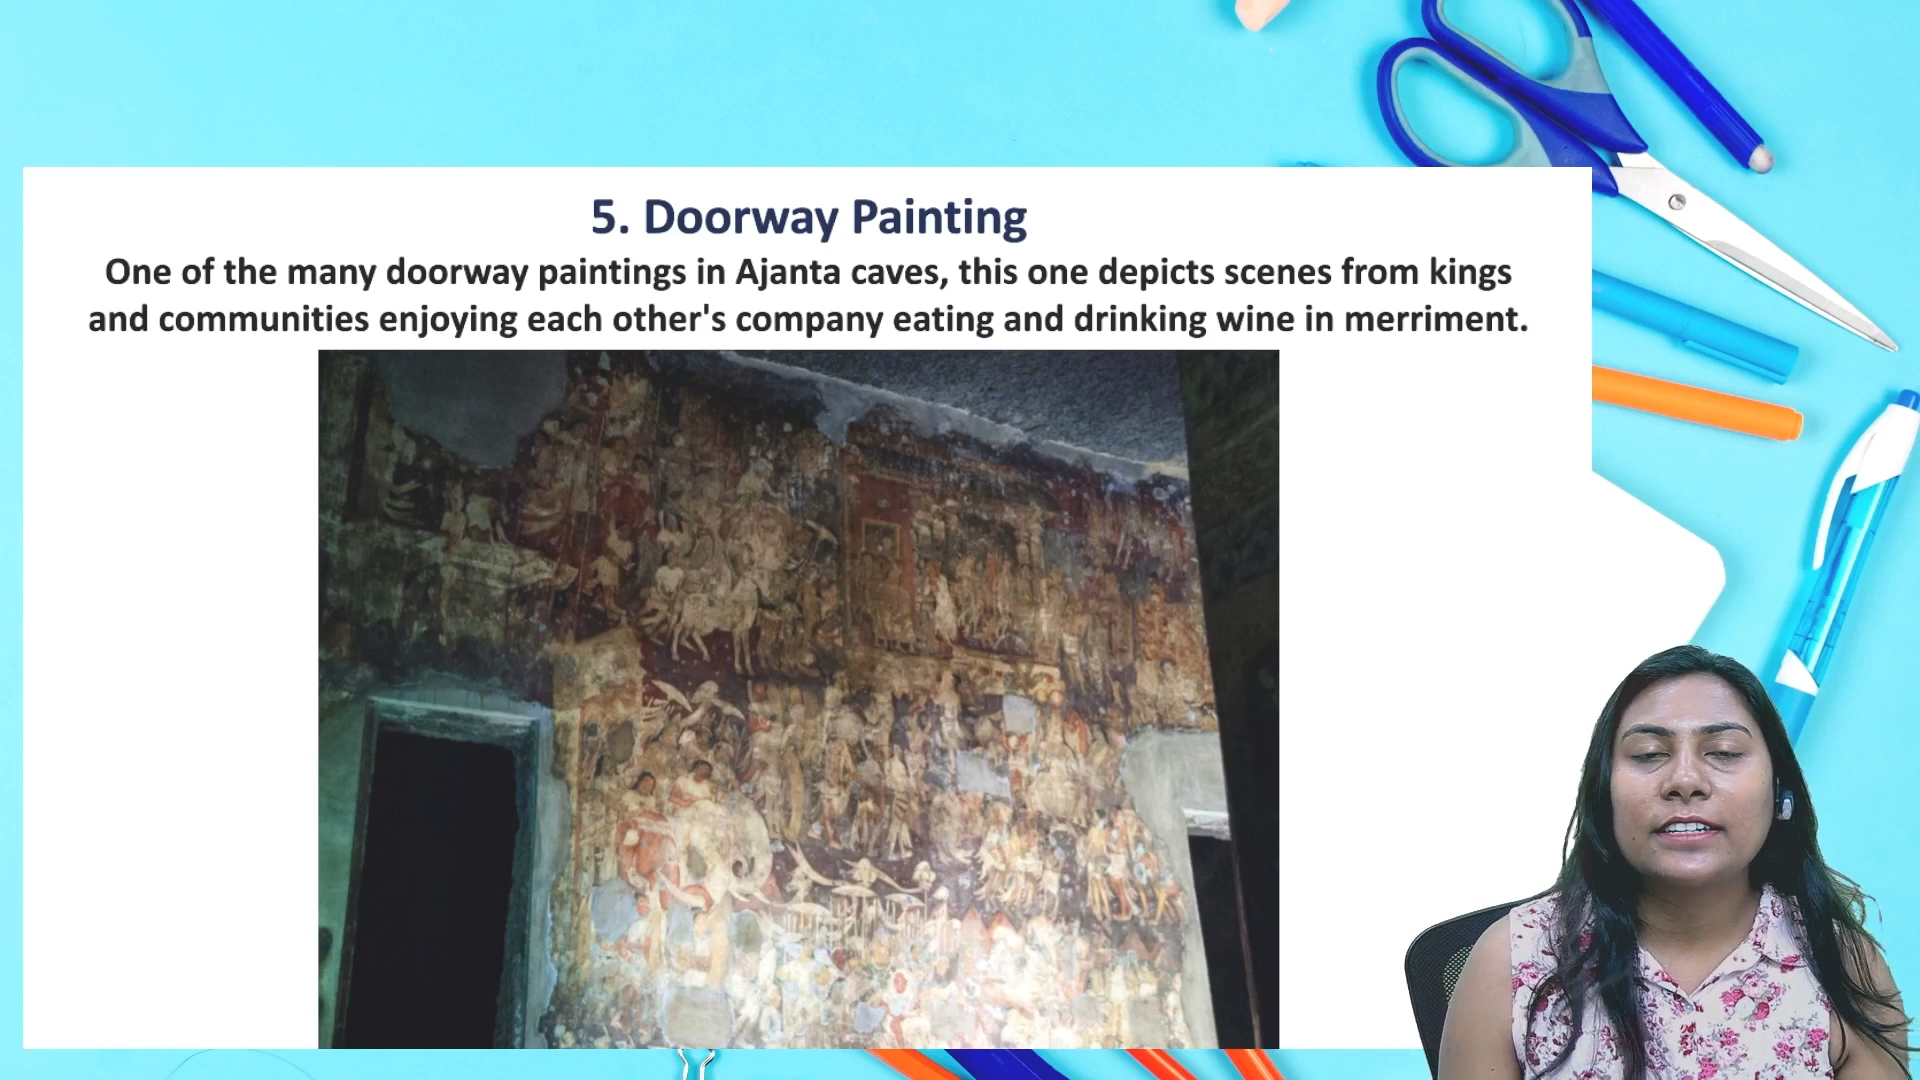 5. Doorway Painting
One of the many doorway paintings in Ajanta caves, this one depicts scenes from kings
and communities enjoying each other's company eating and drinking wine in merriment.